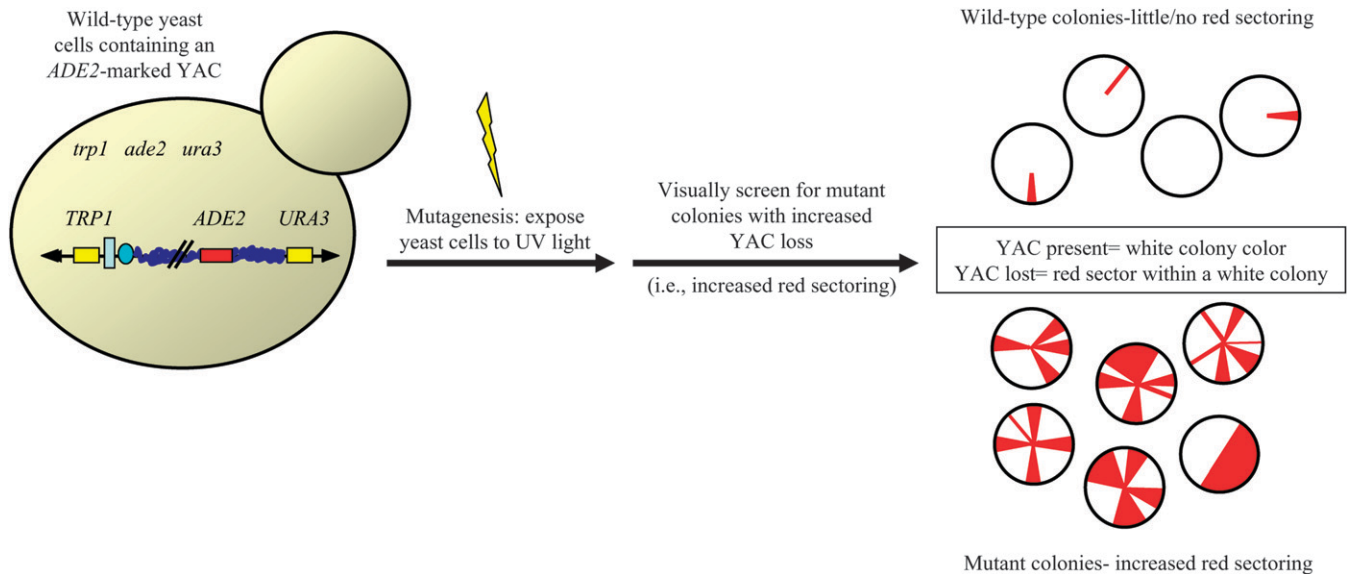 Wild-type yeast
cells containing an
ADE2-marked YAC
trp1 ade2 ura3
TRP1 ADE2 URA3
Mutagenesis: expose
yeast cells to UV light
Visually screen for mutant
colonies with increased
YAC loss
(i.e., increased red sectoring)
Wild-type colonies-little/no red sectoring
YAC present= white colony color
YAC lost= red sector within a white colony
Mutant colonies- increased red sectoring